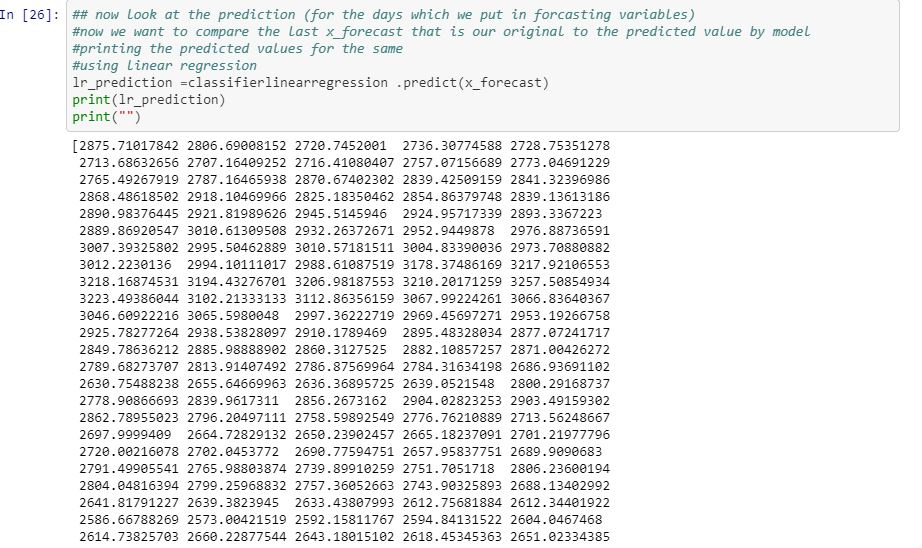 In [26]: ## now look at the prediction (for the days which we put in forcasting variables)
#now we want to compare the last x_forecast that is our original to the predicted value by model
#printing the predicted values for the same
#using linear regression
lr_prediction =classifierlinearregression .predict(x_forecast)
print(lr_prediction)
print("")
[2875.71017842 2806.69008152 2720.7452001 2736.30774588 2728.75351278
2713.68632656 2707.16409252 2716.41080407 2757.07156689 2773.04691229
2765.49267919 2787.16465938 2870.67402302 2839.42509159 2841.32396986
2868.48618502 2918.10469966 2825.18350462 2854.86379748 2839.13613186
2890.98376445 2921.81989626 2945.5145946 2924.95717339 2893.3367223
2889.86920547 3010.61309508 2932.26372671 2952.9449878 2976.88736591
3007.39325802 2995.50462889 3010.57181511 3004.83390036 2973.70880882
3012.2230136 2994.10111017 2988.61087519 3178.37486169 3217.92106553
3218.16874531 3194.43276701 3206.98187553 3210.20171259 3257.50854934
3223.49386044 3102.21333133 3112.86356159 3067.99224261 3066.83640367
3046.60922216 3065.5980048 2997.36222719 2969.45697271 2953.19266758
2925.78277264 2938.53828097 2910.1789469 2895.48328034 2877.07241717
2849.78636212 2885.98888902 2860.3127525 2882.10857257 2871.00426272
2789.68273707 2813.91407492 2786.87569964 2784.31634198 2686.93691102
2630.75488238 2655.64669963 2636.36895725 2639.0521548 2800.29168737
2778.90866693 2839.9617311 2856.2673162 2904.02823253 2903.49159302
2862.78955023 2796.20497111 2758.59892549 2776.76210889 2713.56248667
2697.9999409 2664.72829132 2650.23902457 2665.18237091 2701.21977796
2720.00216078 2702.0453772 2690.77594751 2657.95837751 2689.9090683
2791.49905541 2765.98803874 2739.89910259 2751.7051718 2806.23600194
2804.04816394 2799.25968832 2757.36052663 2743.90325893 2688.13402992
2641.81791227 2639.3823945 2633.43807993 2612.75681884 2612.34401922
2586.66788269 2573.00421519 2592.15811767 2594.84131522 2604.0467468
2614.73825703 2660.22877544 2643.18015102 2618.45345363 2651.02334385